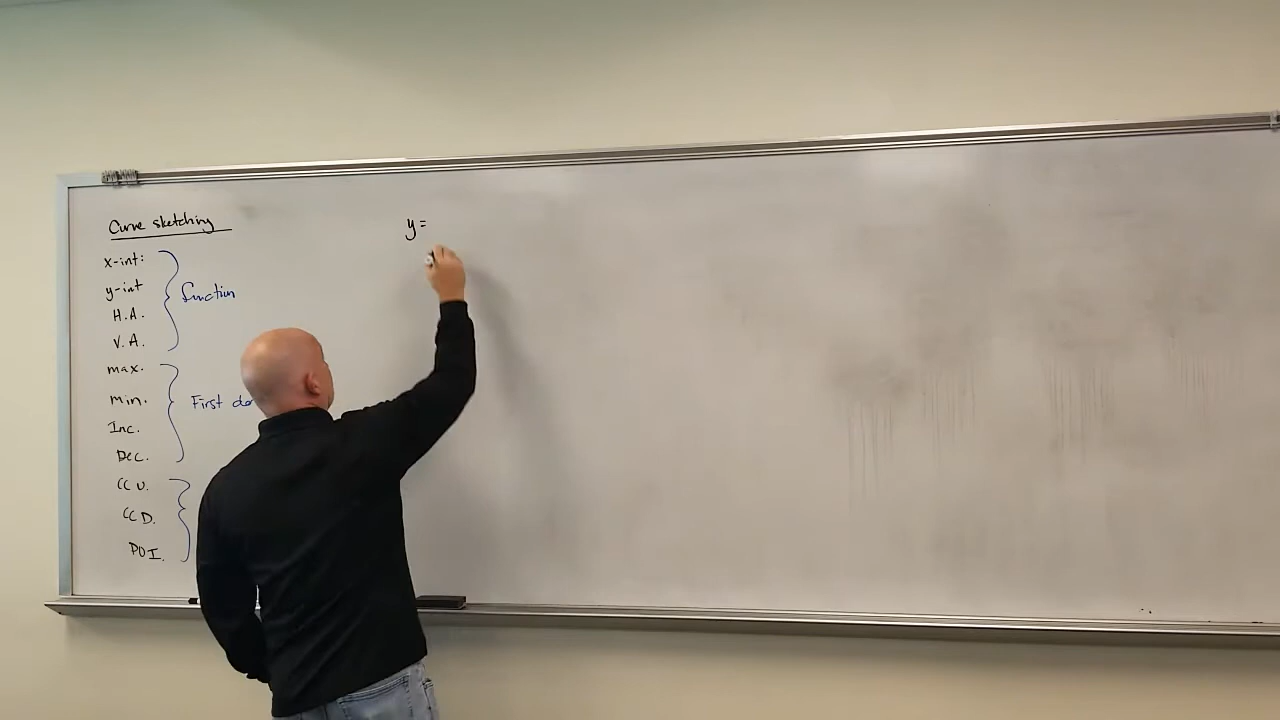 Curve sketching
x-int:
y-int
H.A.
V.A.
function
max.
min.
Inc.
Dec.
First
CCU.
CCD.
POI.
y=